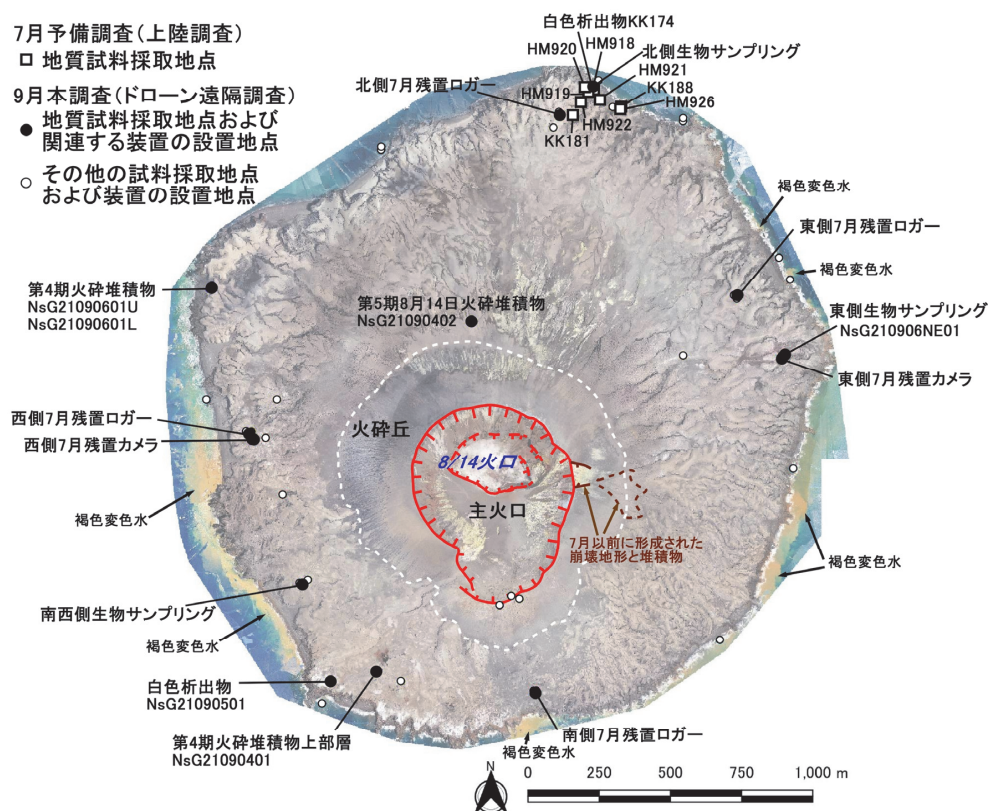 7月予備調査(上陸調査)
地質試料採取地点
9月本調査(ドローン遠隔調査)
地質試料採取地点および
関連する装置の設置地点
その他の試料採取地点
および装置の設置地点
白色析出物KK174
HM920
HM918
北側生物サンプリング
HM921
北側7月残置ロガー
HM919
KK188
HM926
HM922
KK181
褐色変色水
東側7月残置ロガー
褐色変色水
第4期火砕堆積物
NsG21090601U
NsG21090601L
第5期8月14日火砕堆積物
NsG21090402
東側生物サンプリング
NsG210906NE01
東側7月残置カメラ
西側7月残置ロガー
西側7月残置カメラ
火砕丘
8/14火口
主火口
褐色変色水
7月以前に形成された
崩壊地形と堆積物
褐色変色水
南西側生物サンプリング
褐色変色水
白色析出物
NsG21090501
第4期火砕堆積物上部層
NsG21090401
南側7月残置ロガー
褐色変色水
N
0 250 500 750 1,000 m